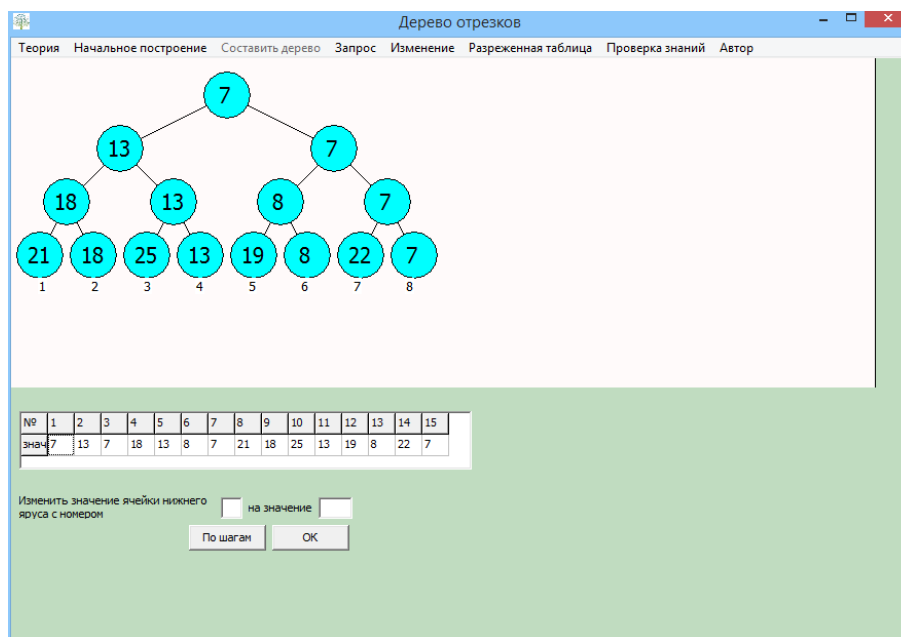 Дерево отрезков
Теория Начальное построение Составить дерево Запрос Изменение Разреженная таблица Проверка знаний Автор
7
13 7
18 13 8 7
21 18 25 13 19 8 22 7
1 2 3 4 5 6 7 8
№ 1 2 3 4 5 6 7 8 9 10 11 12 13 14 15
знач 7 13 7 18 13 8 7 21 18 25 13 19 8 22 7
Изменить значение ячейки нижнего
яруса с номером на значение
По шагам ОК